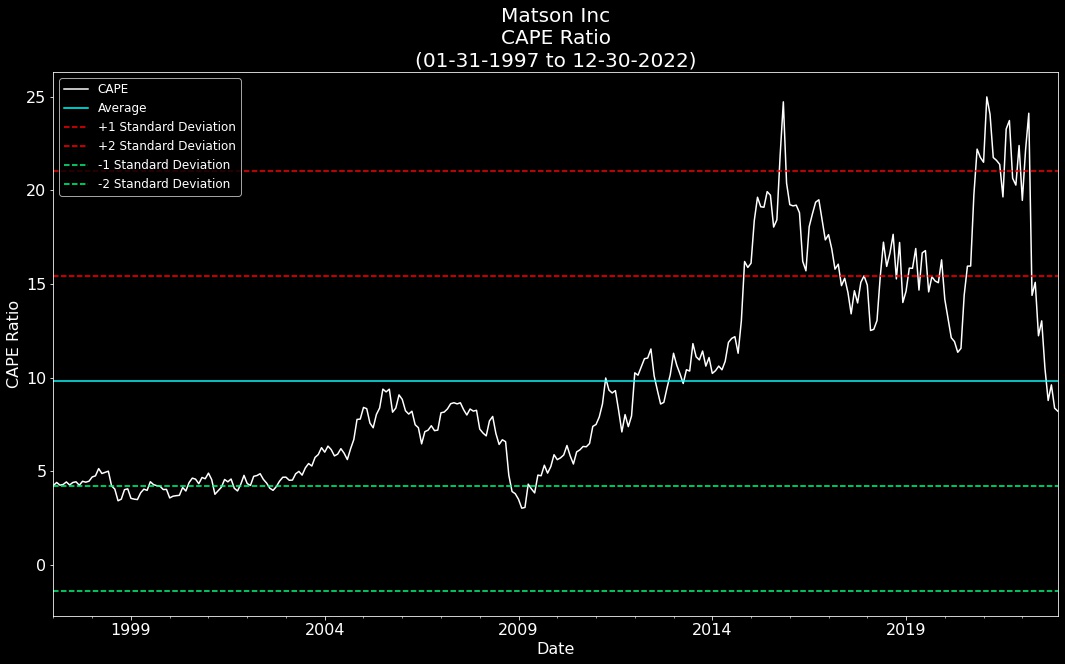 Matson Inc
CAPE Ratio
(01-31-1997 to 12-30-2022)
CAPE
Average
+1 Standard Deviation
+2 Standard Deviation
-1 Standard Deviation
-2 Standard Deviation
25
20
15
10
5
0
CAPE Ratio
1999
2004
2009
2014
2019
Date